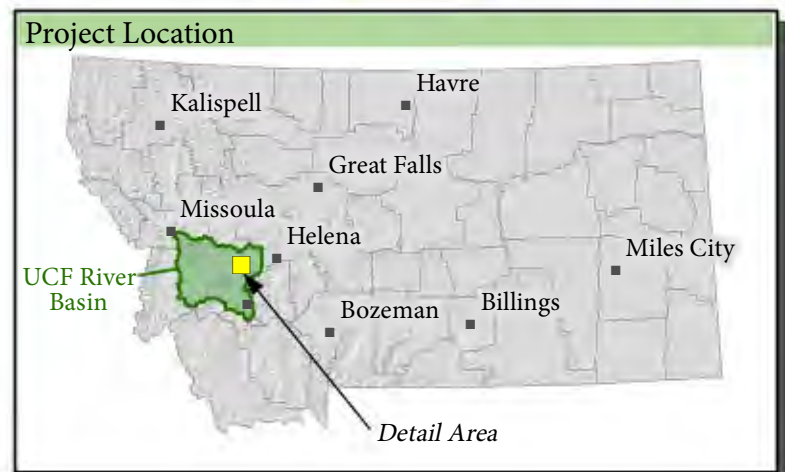 Project Location
Havre
Kalispell
Great Falls
Missoula
Helena
Miles City
UCF River
Basin
Bozeman
Billings
Detail Area